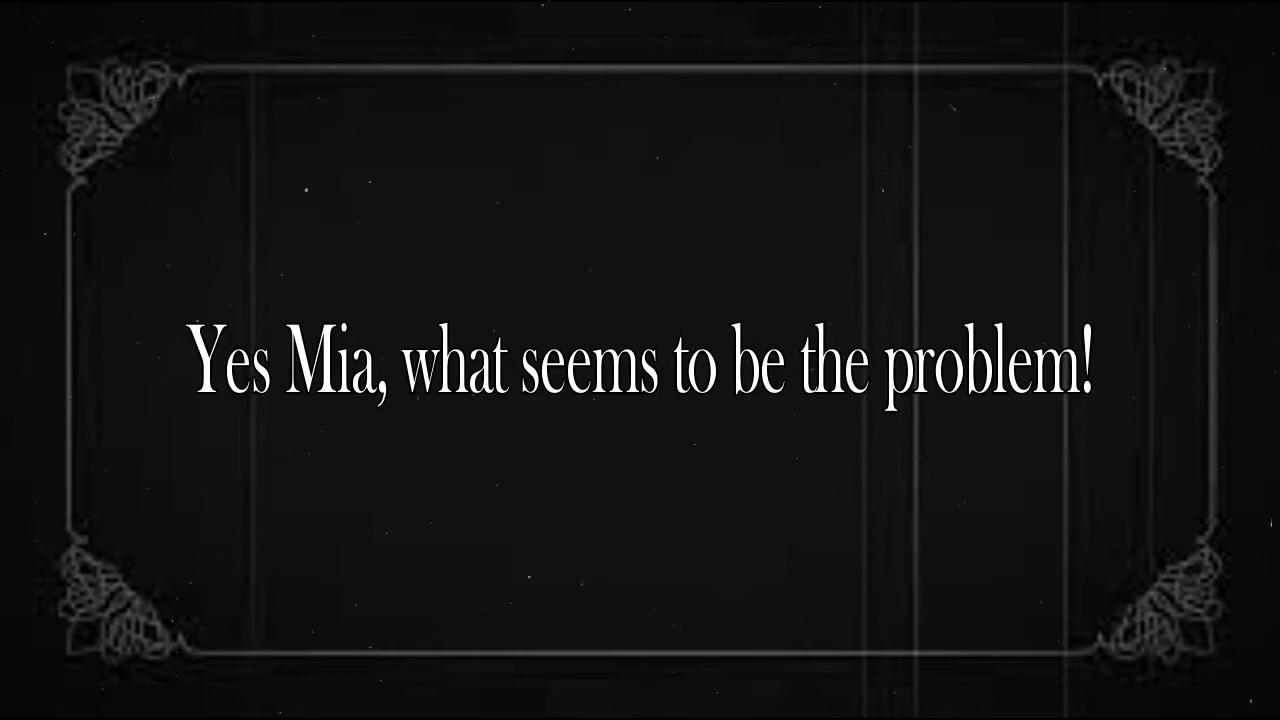 Yes Mia, what seems to be the problem!